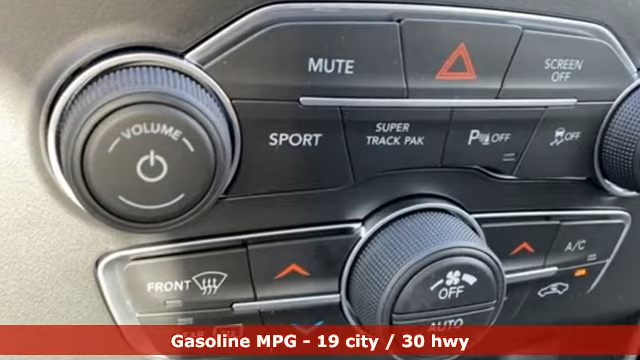 MUTE
SCREEN
OFF
VOLUME
SPORT
SUPER
TRACK PAK
P OFF
OFF
FRONT
A/C
OFF
AUTO
Gasoline MPG - 19 city / 30 hwy